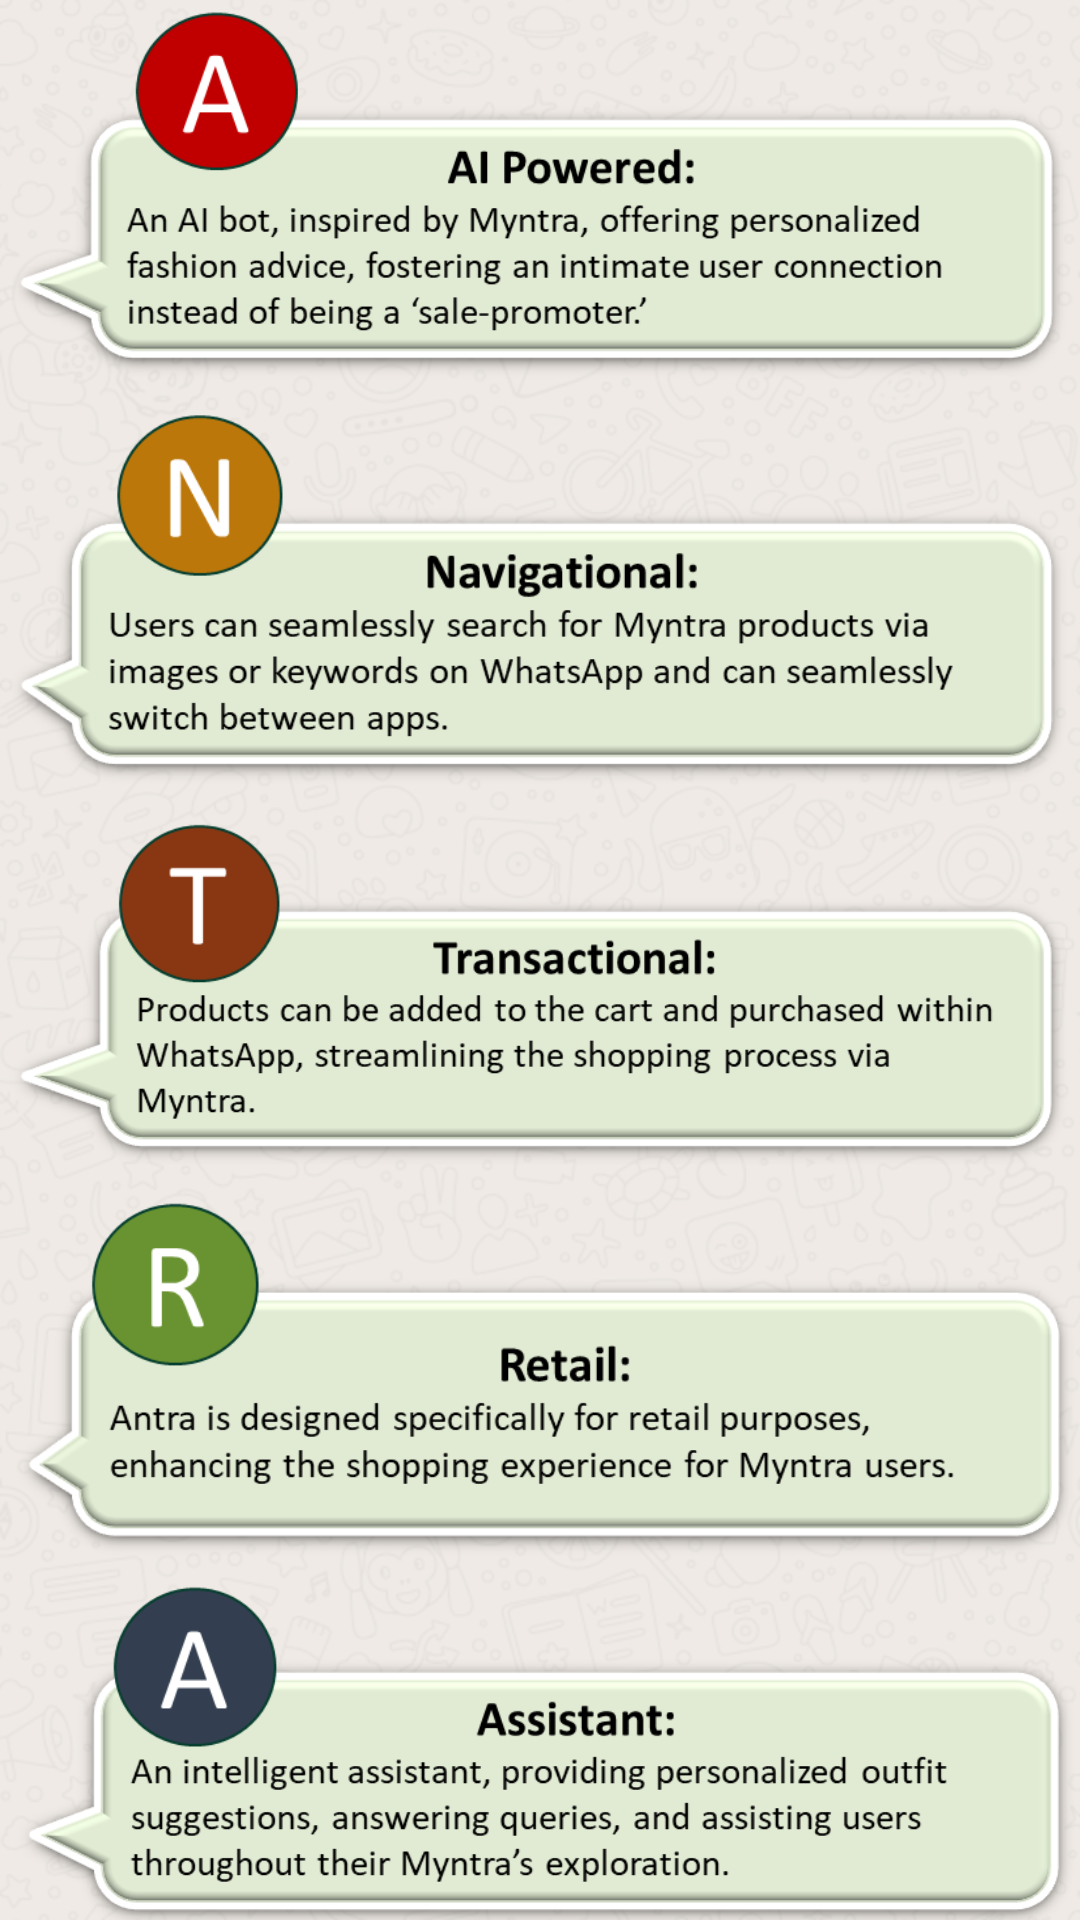 A
AI Powered:
An AI bot, inspired by Myntra, offering personalized
fashion advice, fostering an intimate user connection
instead of being a ‘sale-promoter.’
N
Navigational:
Users can seamlessly search for Myntra products via
images or keywords on WhatsApp and can seamlessly
switch between apps.
T
Transactional:
Products can be added to the cart and purchased within
WhatsApp, streamlining the shopping process via
Myntra.
R
Retail:
Antra is designed specifically for retail purposes,
enhancing the shopping experience for Myntra users.
A
Assistant:
An intelligent assistant, providing personalized outfit
suggestions, answering queries, and assisting users
throughout their Myntra’s exploration.